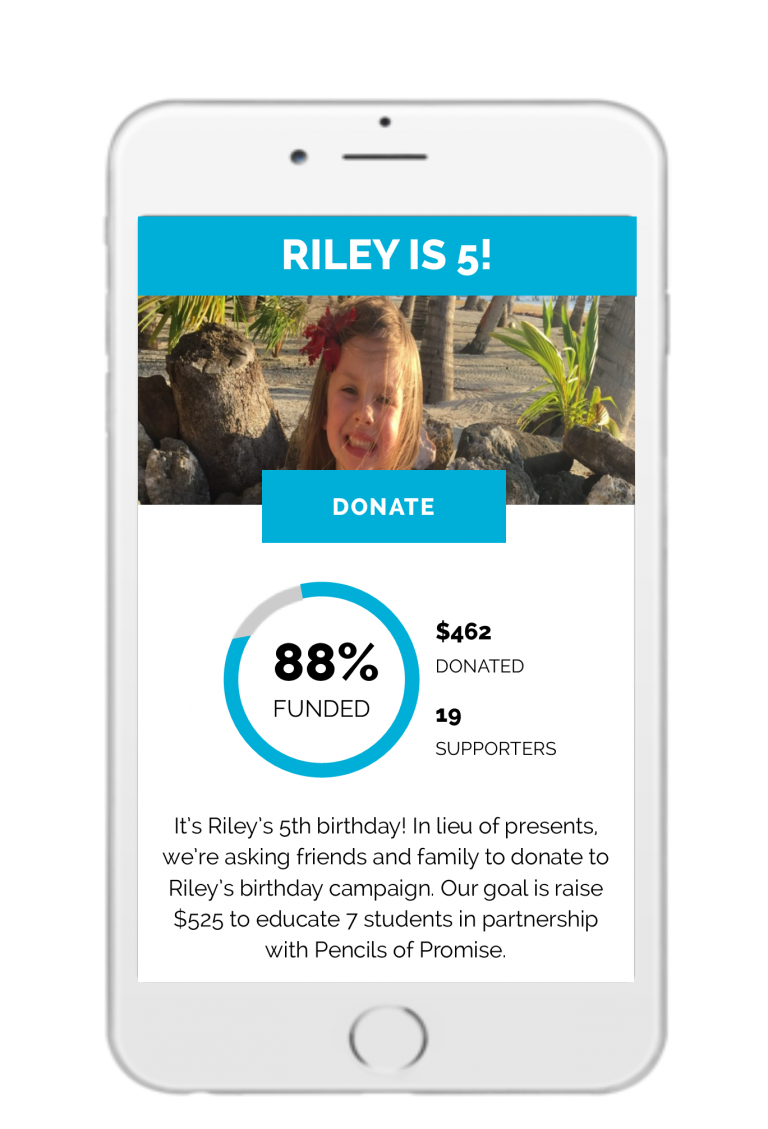 RILEY IS 5!
DONATE
88%
FUNDED
$462
DONATED
19
SUPPORTERS
It's Riley's 5th birthday! In lieu of presents,
we're asking friends and family to donate to
Riley's birthday campaign. Our goal is raise
$525 to educate 7 students in partnership
with Pencils of Promise.